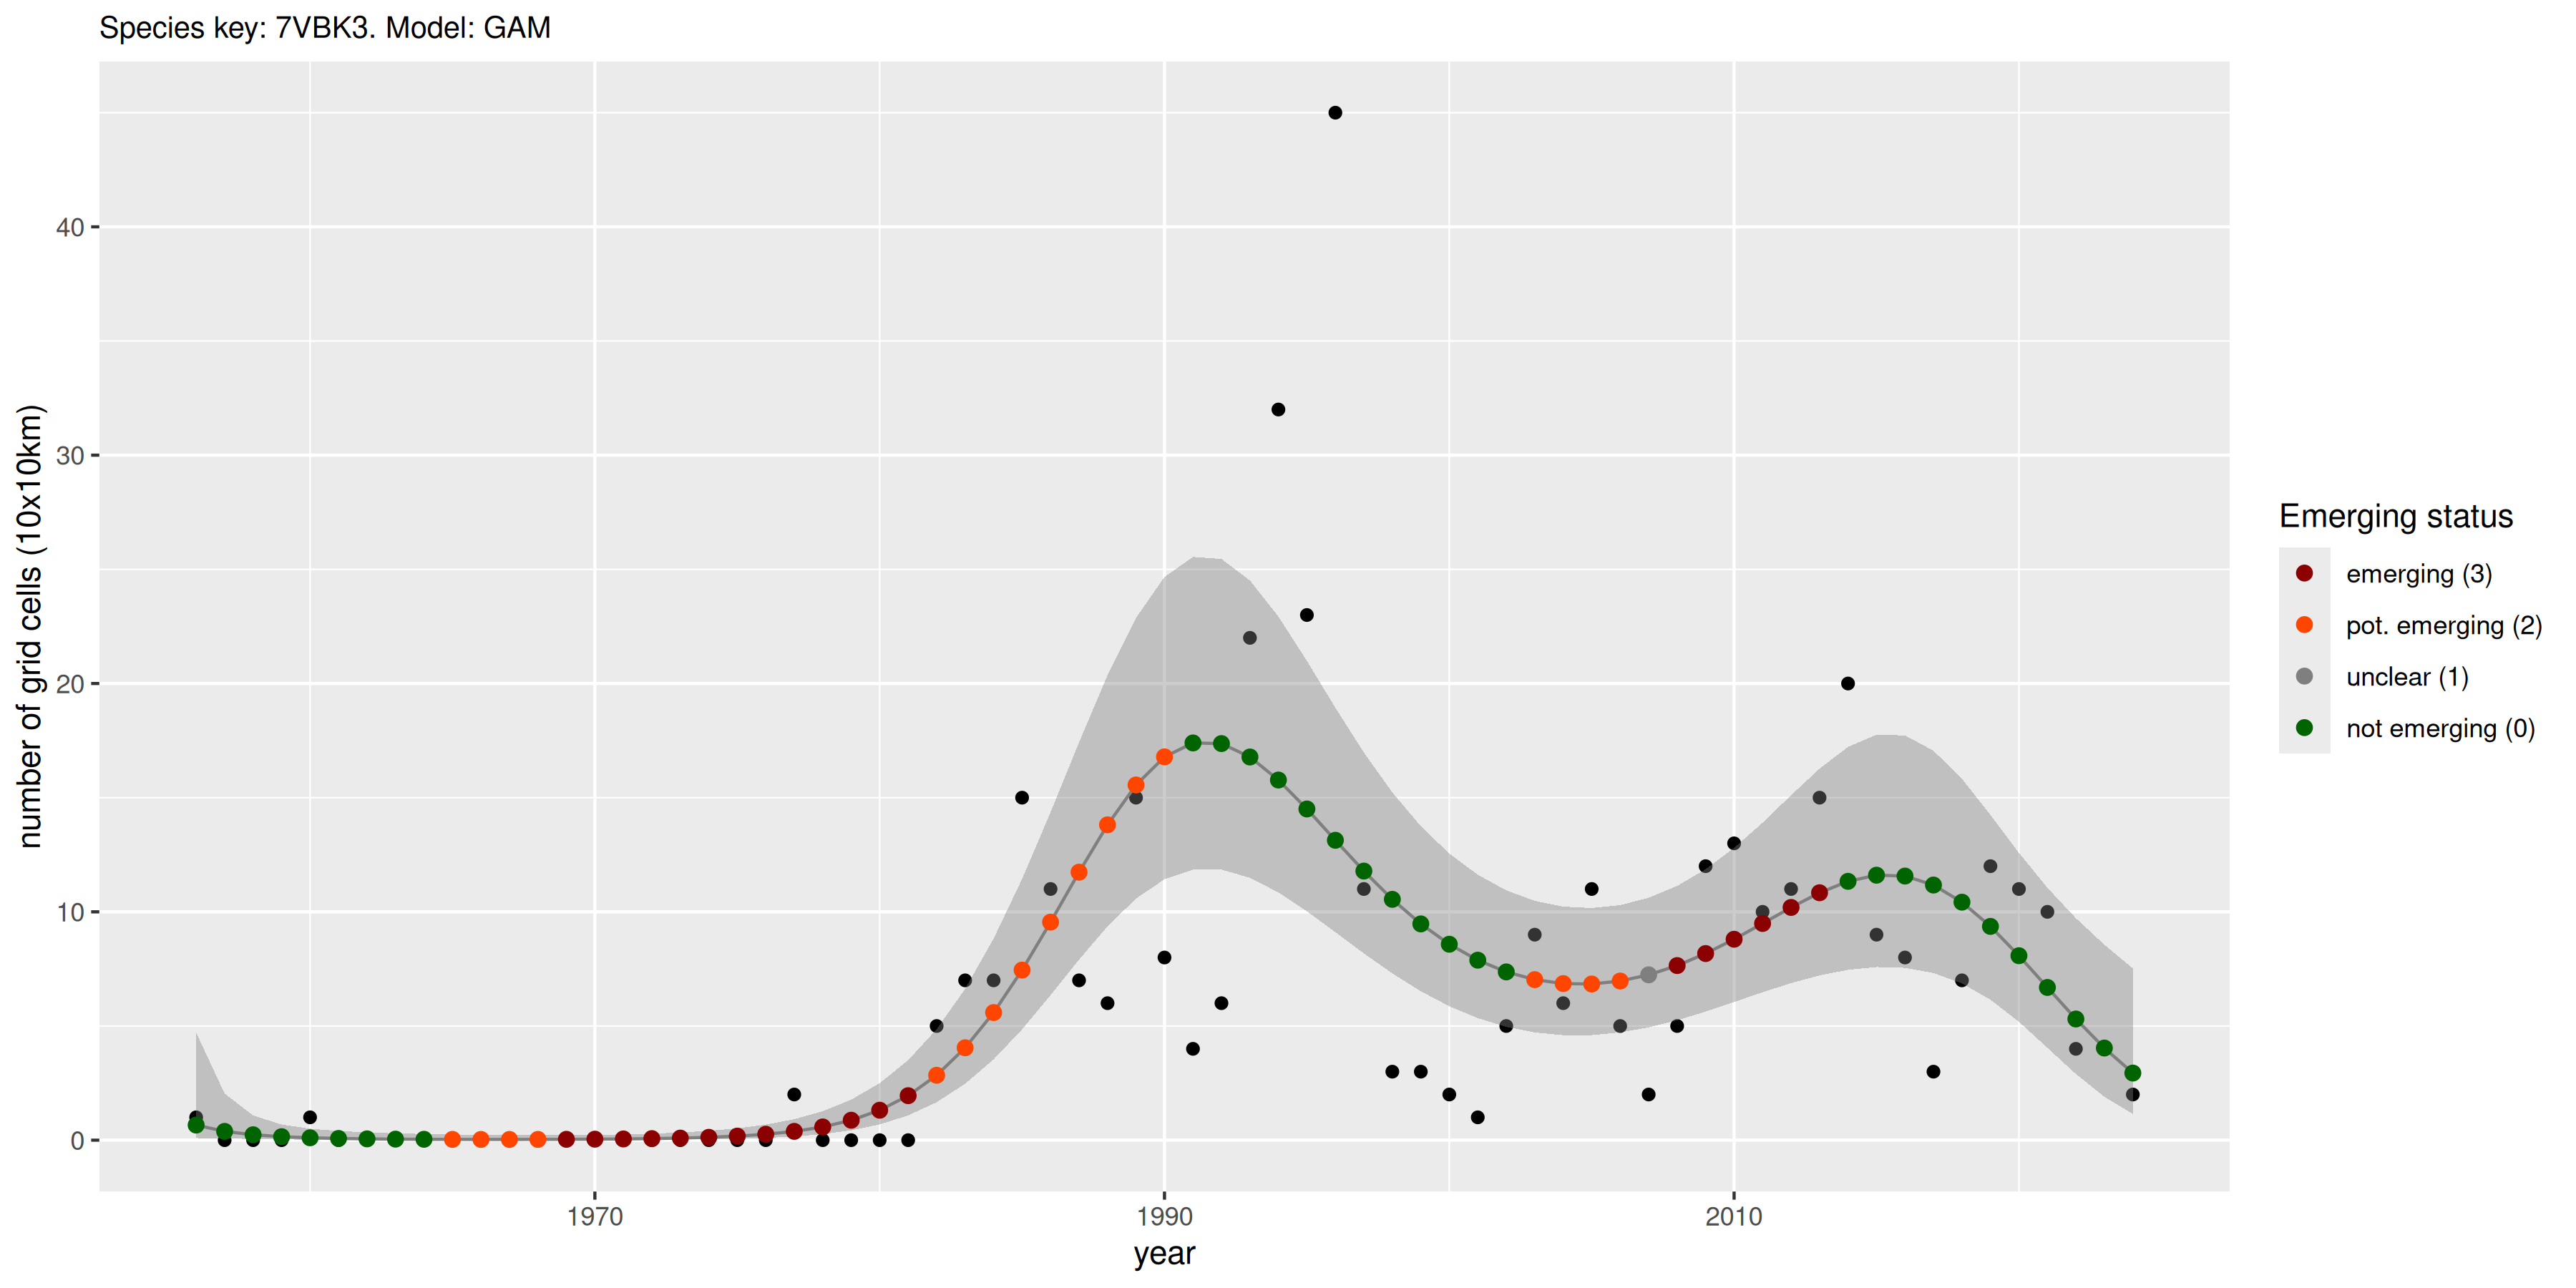 Species key: 7VBK3. Model: GAM
number of grid cells (10x10km)
40
30
20
10
0
1970
1990
2010
year
Emerging status
emerging (3)
pot. emerging (2)
unclear (1)
not emerging (0)